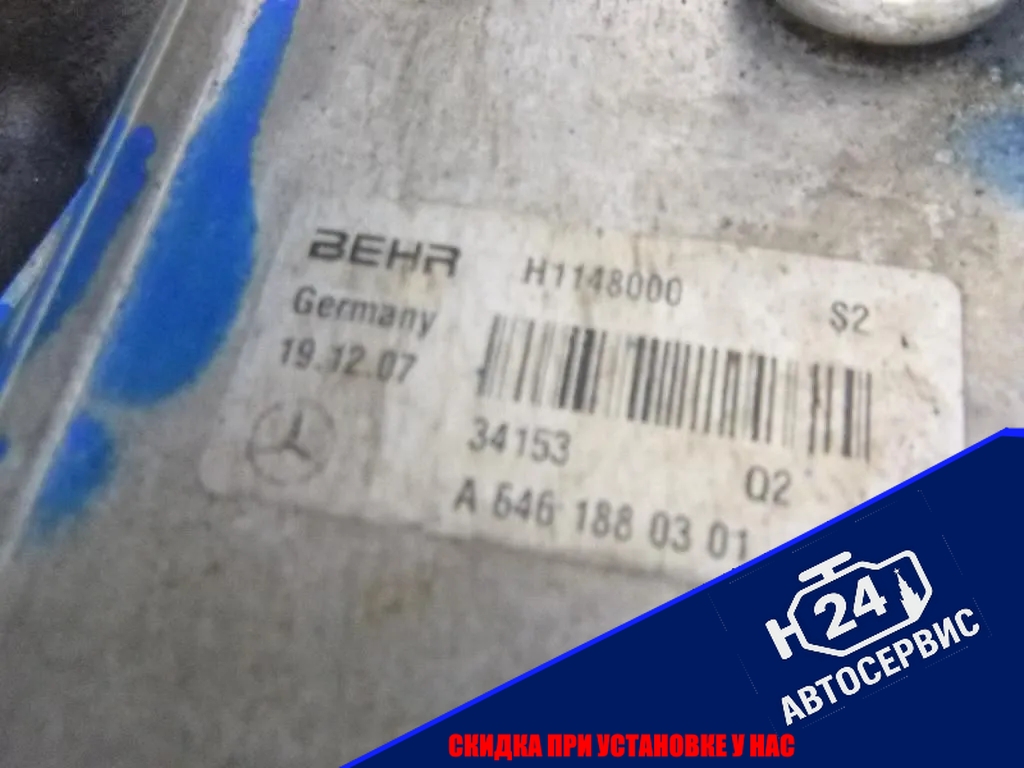 BEHR H1148000 S2
Germany
19.12.07
34153 Q2
A 646 188 03 01
Н 24
АВТОСЕРВИС
СКИДКА ПРИ УСТАНОВКЕ У НАС